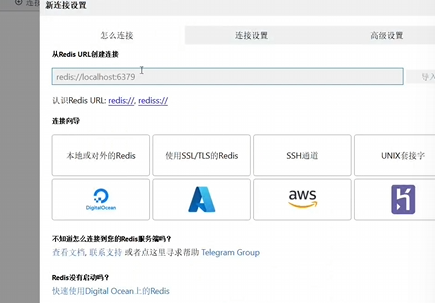 连接
新连接设置
怎么连接
连接设置
高级设置
从Redis URL创建连接
redis://localhost:6379
导入
认识Redis URL: redis://, rediss://
连接向导
本地或对外的Redis
使用SSL/TLS的Redis
SSH通道
UNIX套接字
DigitalOcean
aws
不知道怎么连接到您的Redis服务端吗?
查看文档, 联系支持 或者点这里寻求帮助 Telegram Group
Redis没有启动吗?
快速使用Digital Ocean上的Redis